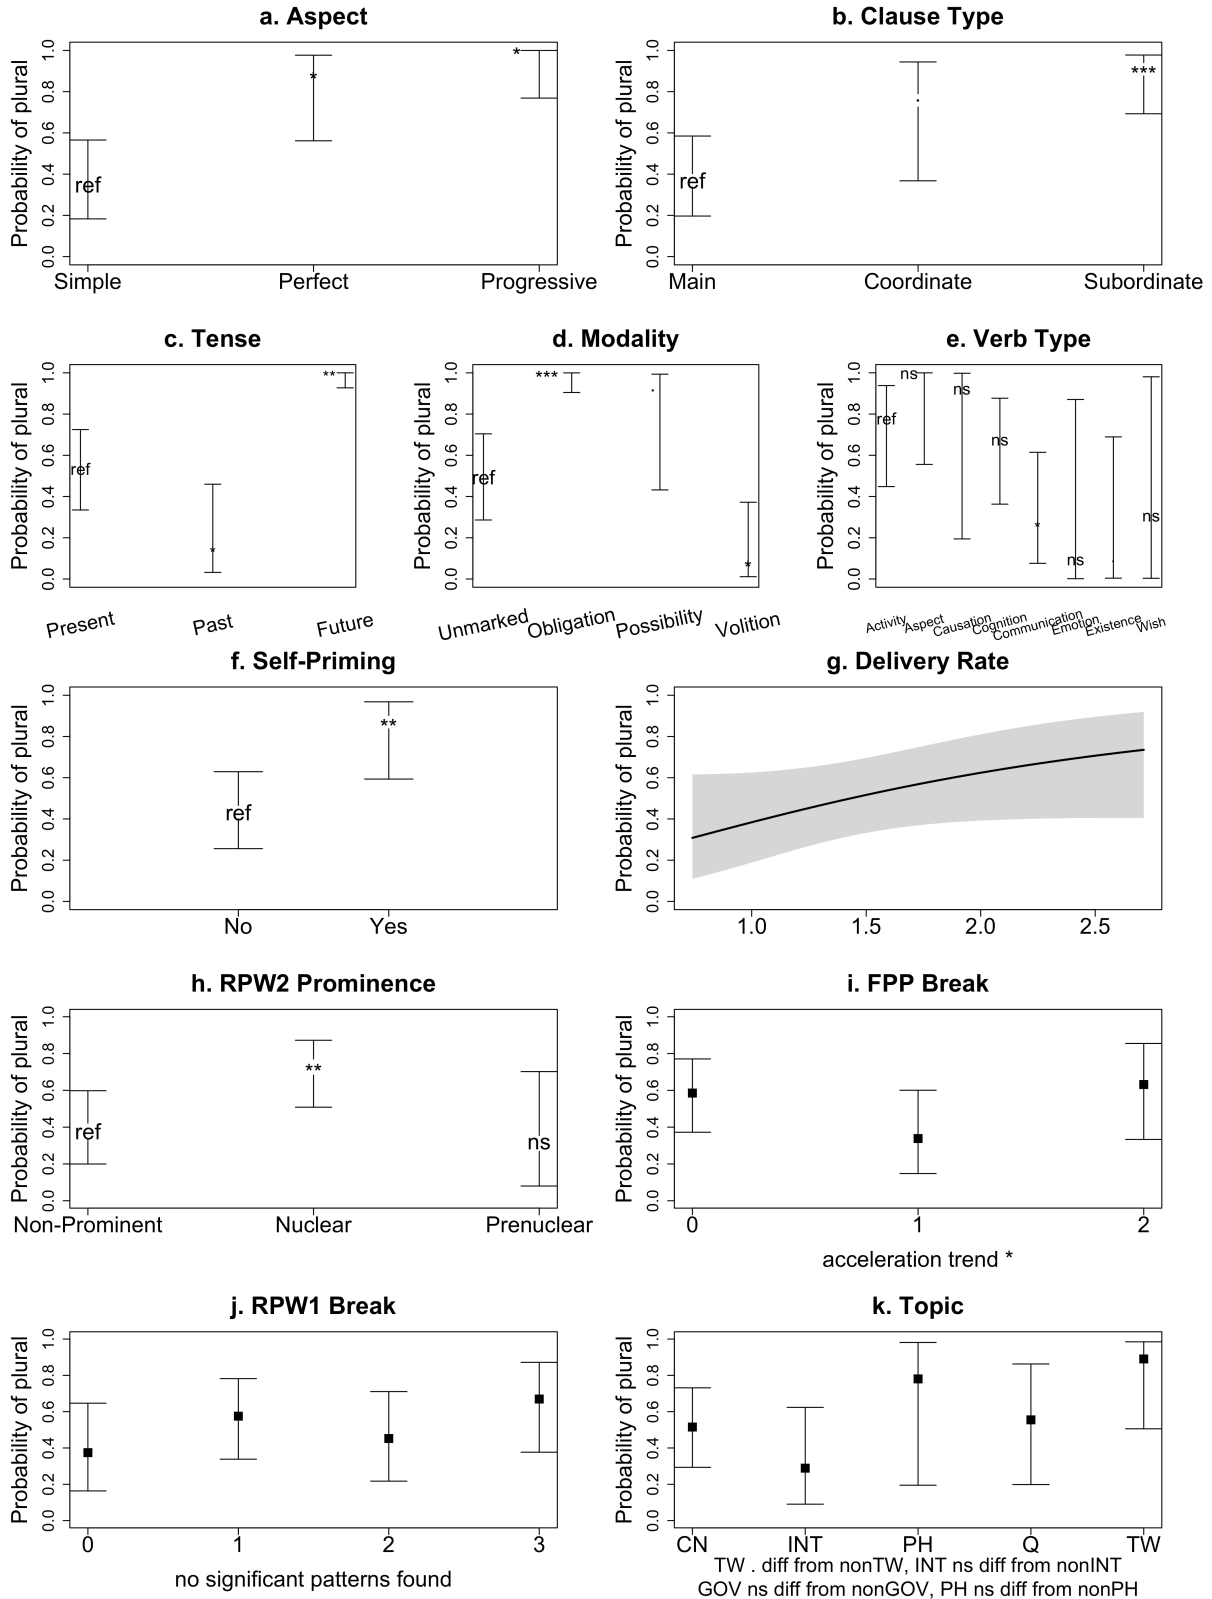 a. Aspect
Probability of plural
0.0 0.2 0.4 0.6 0.8 1.0
ref
*
*
Simple Perfect Progressive
b. Clause Type
Probability of plural
0.0 0.2 0.4 0.6 0.8 1.0
ref
.
***
Main Coordinate Subordinate
c. Tense
Probability of plural
0.0 0.2 0.4 0.6 0.8 1.0
ref
*
**
Present Past Future
d. Modality
Probability of plural
0.0 0.2 0.4 0.6 0.8 1.0
ref
***
.
*
Unmarked Obligation Possibility Volition
e. Verb Type
Probability of plural
0.0 0.2 0.4 0.6 0.8 1.0
ref
ns
ns
ns
*
ns
.
ns
Activity Aspect Causation Cognition Communication Emotion Existence Wish
f. Self-Priming
Probability of plural
0.0 0.2 0.4 0.6 0.8 1.0
ref
**
No Yes
g. Delivery Rate
Probability of plural
0.0 0.2 0.4 0.6 0.8 1.0
1.0 1.5 2.0 2.5
h. RPW2 Prominence
Probability of plural
0.0 0.2 0.4 0.6 0.8 1.0
ref
**
ns
Non-Prominent Nuclear Prenuclear
i. FPP Break
Probability of plural
0.0 0.2 0.4 0.6 0.8 1.0
0 1 2
acceleration trend *
j. RPW1 Break
Probability of plural
0.0 0.2 0.4 0.6 0.8 1.0
0 1 2 3
no significant patterns found
k. Topic
Probability of plural
0.0 0.2 0.4 0.6 0.8 1.0
CN INT PH Q TW
TW . diff from nonTW, INT ns diff from nonINT
GOV ns diff from nonGOV, PH ns diff from nonPH